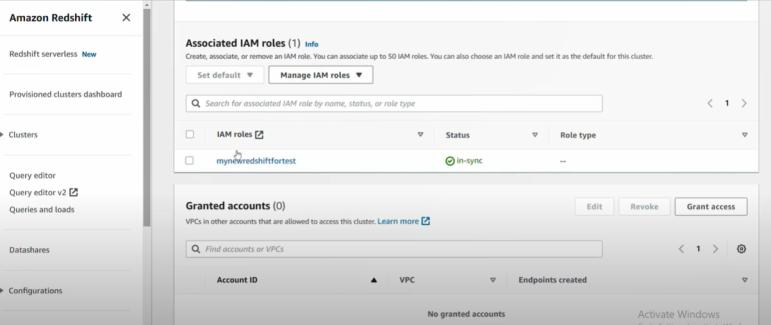 Amazon Redshift
Redshift serverless New
Provisioned clusters dashboard
Clusters
Query editor
Query editor v2
Queries and loads
Datashares
Configurations
Associated IAM roles (1) Info
Create, associate, or remove an IAM role. You can associate up to 50 IAM roles. You can also choose an IAM role and set it as the default for this cluster.
Set default Manage IAM roles
Search for associated IAM role by name, status, or role type
1
IAM roles Status Role type
mynewredshiftfortest in-sync --
Granted accounts (0)
Edit Revoke Grant access
VPCs in other accounts that are allowed to access this cluster. Learn more
Find accounts or VPCs
1
Account ID VPC Endpoints created
No granted accounts
Activate Windows